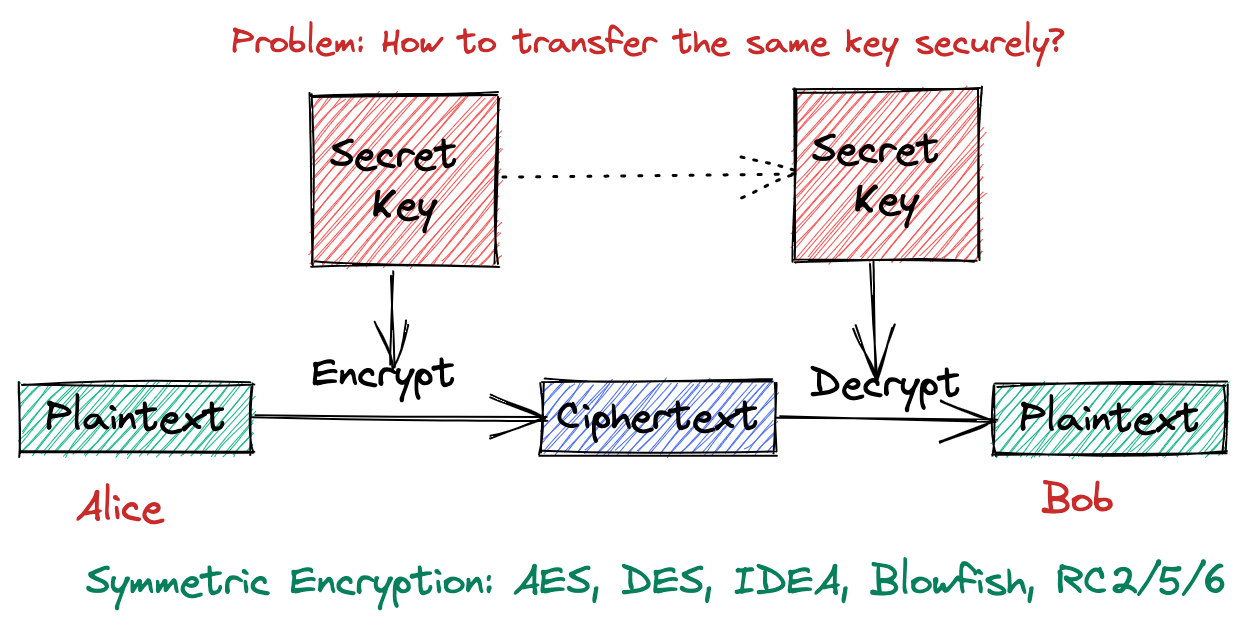 Problem: How to transfer the same key securely?
Secret
Key
Secret
Key
Encrypt
Decrypt
Plaintext
Ciphertext
Plaintext
Alice
Bob
Symmetric Encryption: AES, DES, IDEA, Blowfish, RC2/5/6